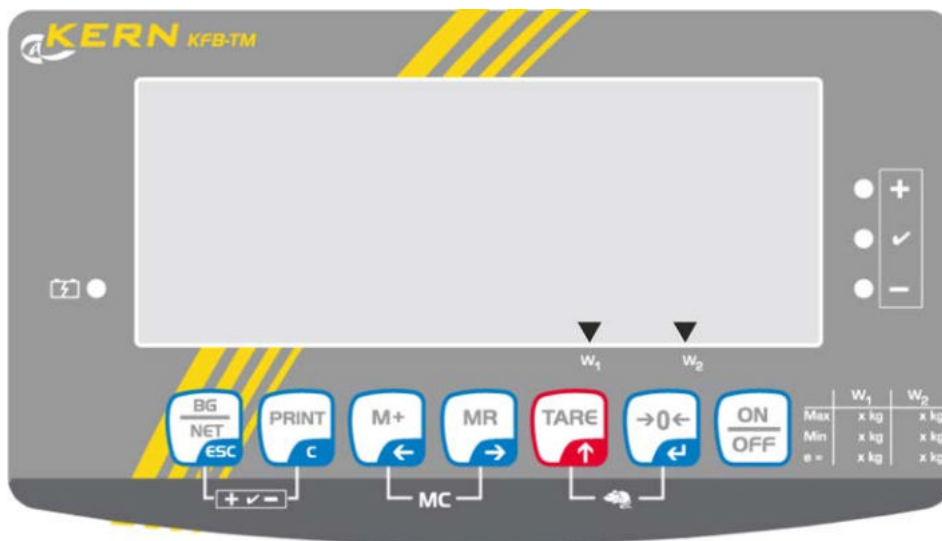 KERN KFB-TM
+
✔
−
W₁ W₂
BG
NET
ESC
PRINT
C
M+
←
MR
→
TARE
↑
→0←
↵
ON
OFF
W₁ W₂
Max x kg x kg
Min x kg x kg
e = x kg x kg
+ ✔ −
MC